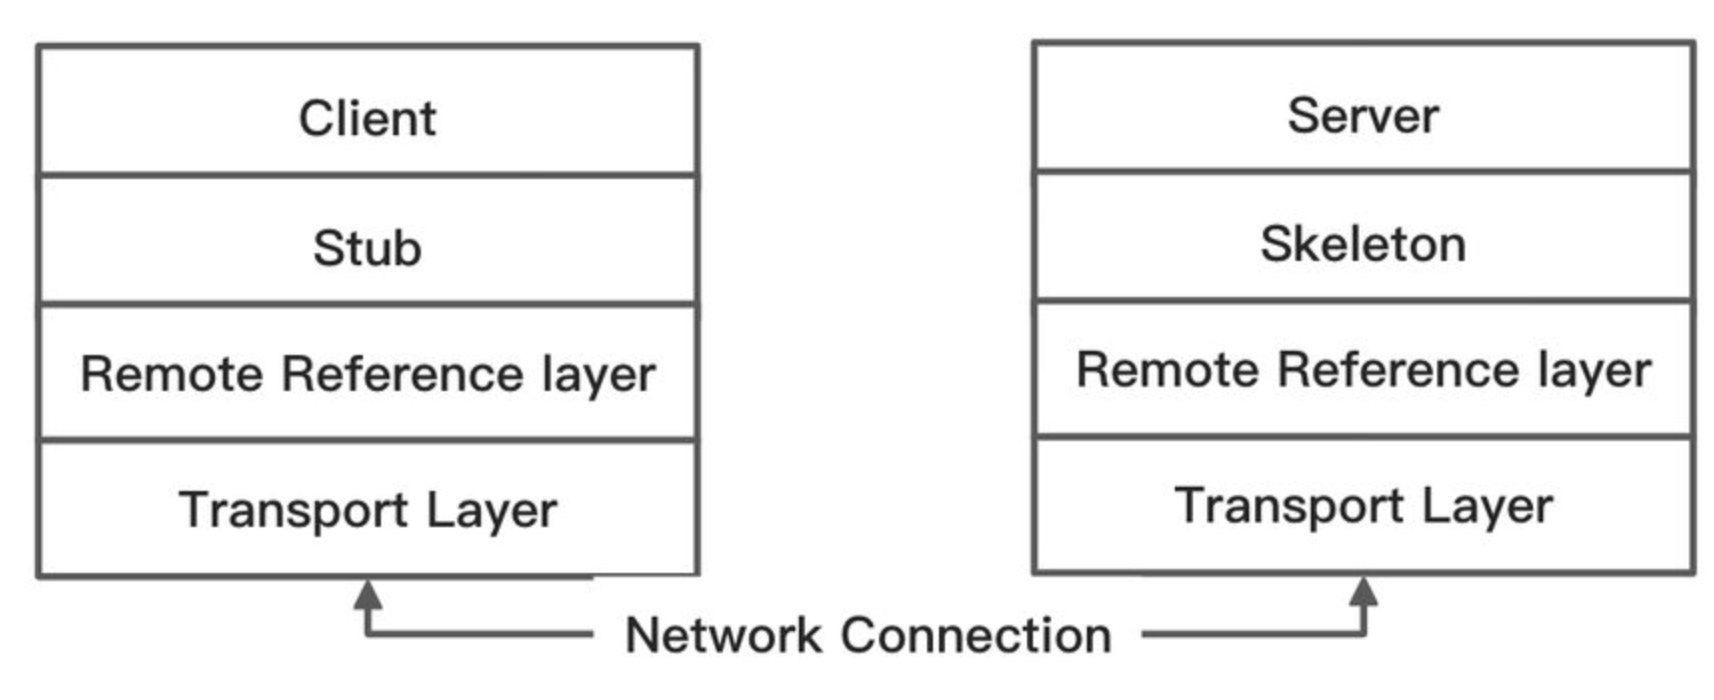 Client
Stub
Remote Reference layer
Transport Layer
Server
Skeleton
Remote Reference layer
Transport Layer
Network Connection